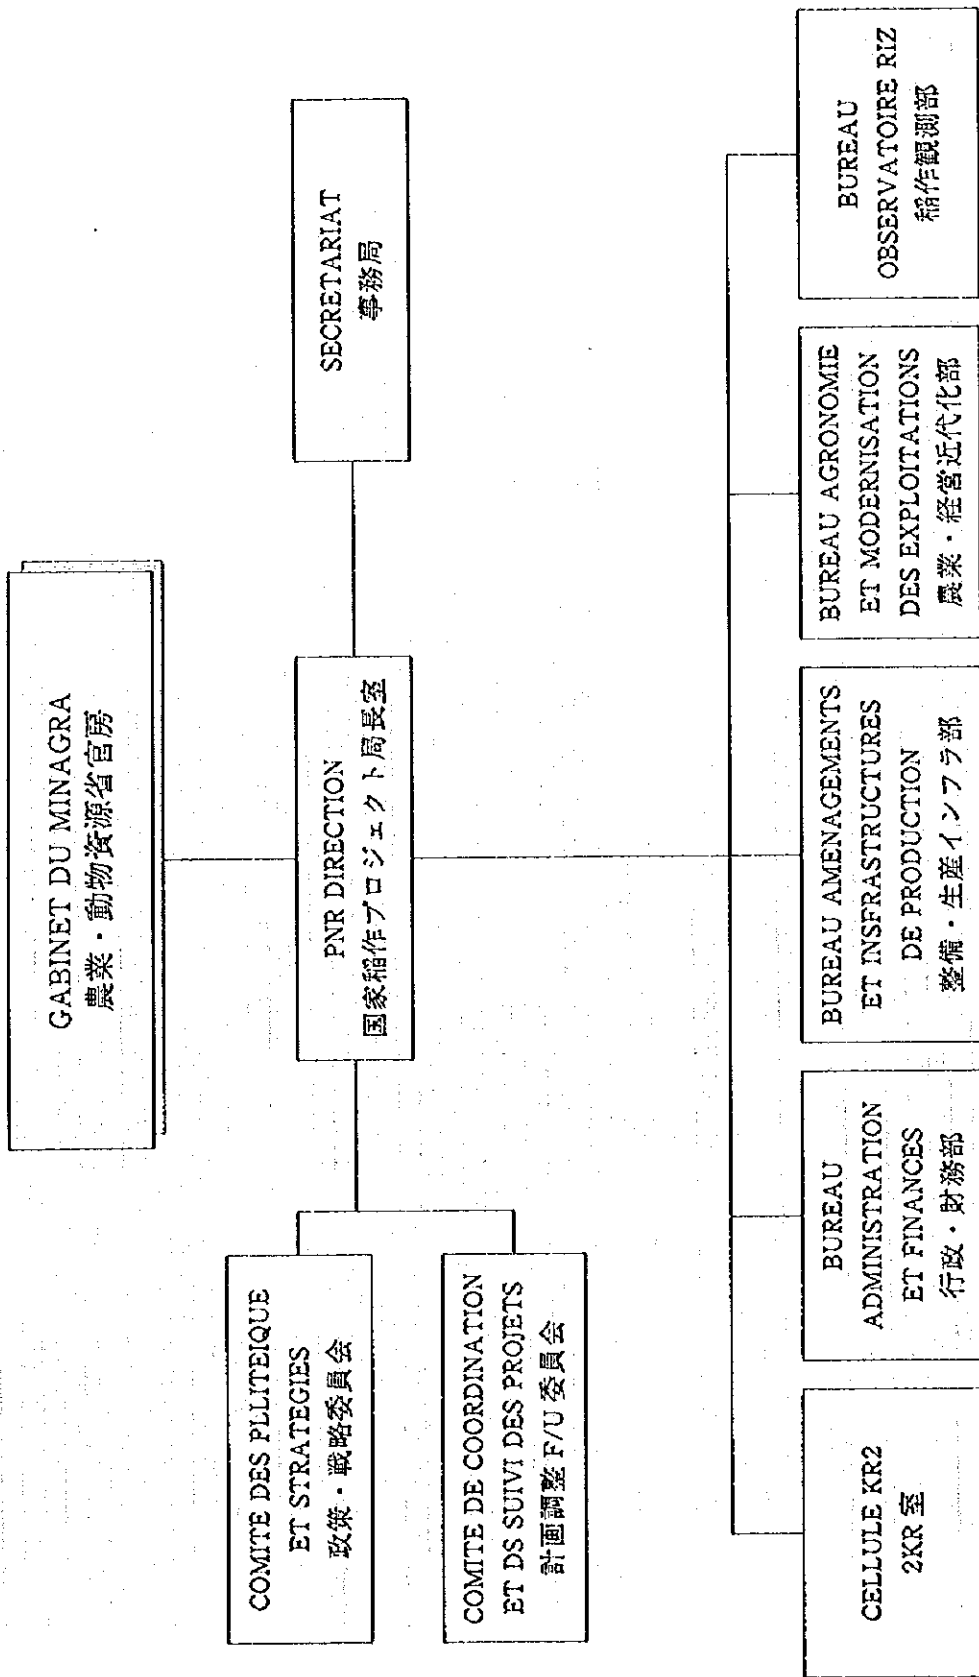 GABINET DU MINAGRA
農業・動物資源省官房
COMITE DES PLLITEIQUE
ET STRATEGIES
政策・戦略委員会
PNR DIRECTION
国家稲作プロジェクト局長室
SECRETARIAT
事務局
COMITE DE COORDINATION
ET DS SUIVI DES PROJETS
計画調整 F/U 委員会
CELLULE KR2
2KR 室
BUREAU
ADMINISTRATION
ET FINANCES
行政・財務部
BUREAU AMENAGEMENTS
ET INSFRASTRUCTURES
DE PRODUCTION
整備・生産インフラ部
BUREAU AGRONOMIE
ET MODERNISATION
DES EXPLOITATIONS
農業・経営近代化部
BUREAU
OBSERVATOIRE RIZ
稲作観測部